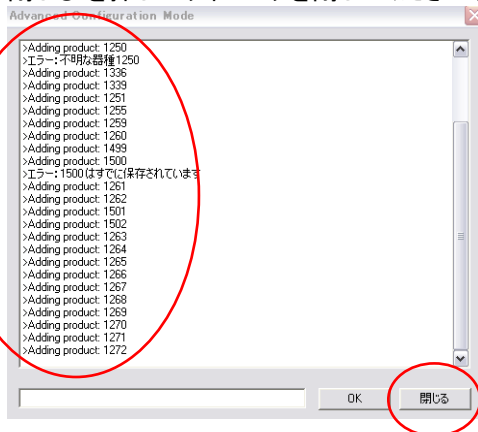 Advanced Configuration Mode
>Adding product: 1250
>エラー: 不明な器種1250
>Adding product: 1336
>Adding product: 1339
>Adding product: 1251
>Adding product: 1255
>Adding product: 1259
>Adding product: 1260
>Adding product: 1499
>Adding product: 1500
>エラー: 1500 はすでに保存されています
>Adding product: 1261
>Adding product: 1262
>Adding product: 1501
>Adding product: 1502
>Adding product: 1263
>Adding product: 1264
>Adding product: 1265
>Adding product: 1266
>Adding product: 1267
>Adding product: 1268
>Adding product: 1269
>Adding product: 1270
>Adding product: 1271
>Adding product: 1272
OK 閉じる